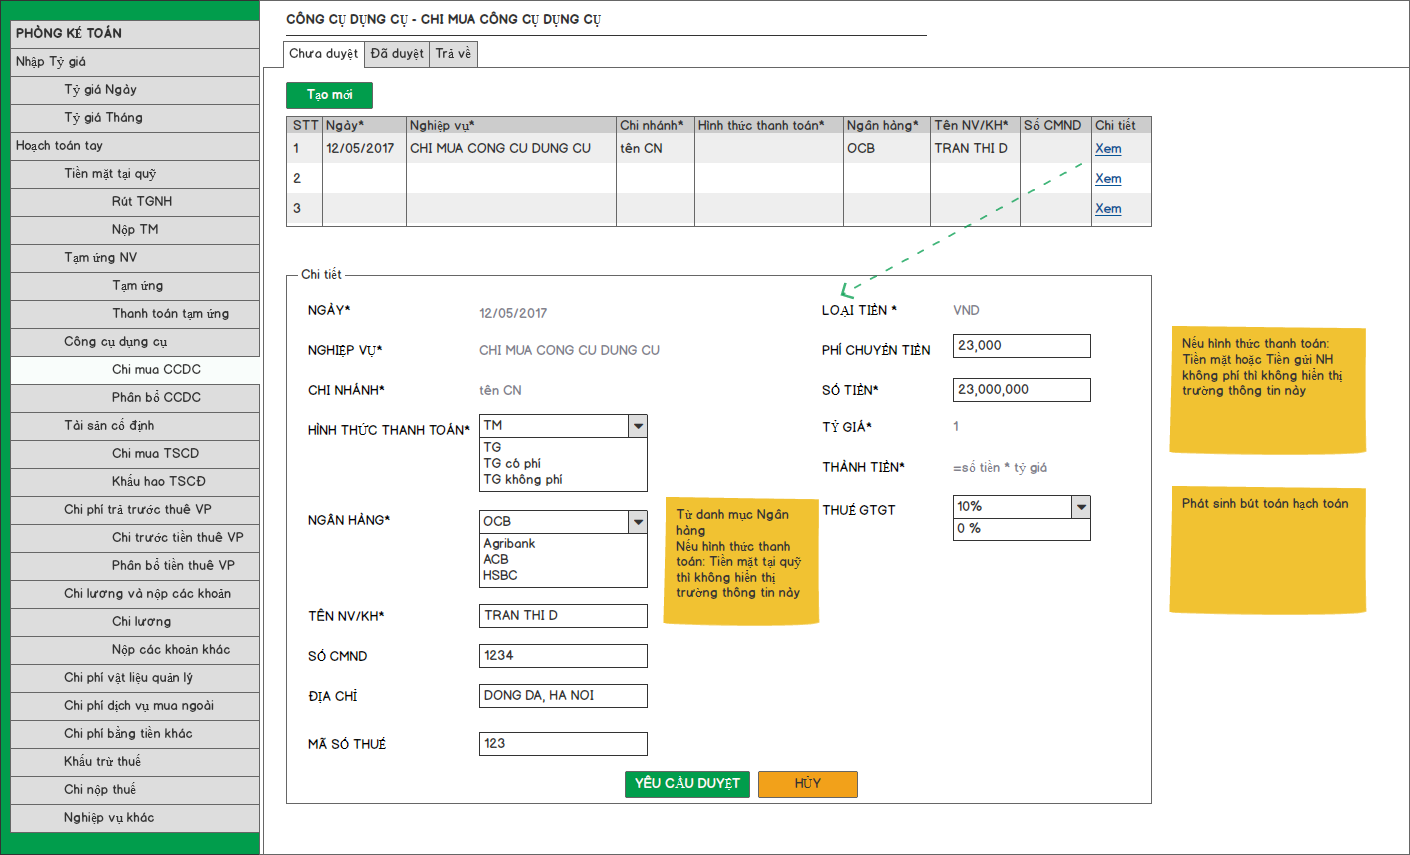 CÔNG CỤ DỤNG CỤ - CHI MUA CÔNG CỤ DỤNG CỤ
PHÒNG KẾ TOÁN
Nhập Tỷ giá
Tỷ giá Ngày
Tỷ giá Tháng
Hoạch toán tay
Tiền mặt tại quỹ
Rút TGNH
Nộp TM
Tạm ứng NV
Tạm ứng
Thanh toán tạm ứng
Công cụ dụng cụ
Chi mua CCDC
Phân bổ CCDC
Tài sản cố định
Chi mua TSCD
Khấu hao TSCĐ
Chi phí trả trước thuê VP
Chi trước tiền thuê VP
Phân bổ tiền thuê VP
Chi lương và nộp các khoản
Chi lương
Nộp các khoản khác
Chi phí vật liệu quản lý
Chi phí dịch vụ mua ngoài
Chi phí bằng tiền khác
Khấu trừ thuế
Chi nộp thuế
Nghiệp vụ khác
Chưa duyệt Đã duyệt Trả về
Tạo mới
STT Ngày* Nghiệp vụ* Chi nhánh* Hình thức thanh toán* Ngân hàng* Tên NV/KH* Số CMND Chi tiết
1 12/05/2017 CHI MUA CONG CU DUNG CU tên CN OCB TRAN THI D Xem
2 Xem
3 Xem
Chi tiết
NGÀY* 12/05/2017
NGHIỆP VỤ* CHI MUA CONG CU DUNG CU
CHI NHÁNH* tên CN
HÌNH THỨC THANH TOÁN* TM
TG
TG có phí
TG không phí
NGÂN HÀNG* OCB
Agribank
ACB
HSBC
TÊN NV/KH* TRAN THI D
SỐ CMND 1234
ĐỊA CHỈ DONG DA, HA NOI
MÃ SỐ THUẾ 123
Từ danh mục Ngân
hàng
Nếu hình thức thanh
toán: Tiền mặt tại quỹ
thì không hiển thị
trường thông tin này
LOẠI TIỀN * VND
PHÍ CHUYỂN TIỀN 23,000
SỐ TIỀN* 23,000,000
TỶ GIÁ* 1
THÀNH TIỀN* =số tiền * tỷ giá
THUẾ GTGT 10%
0 %
YÊU CẦU DUYỆT HỦY
Nếu hình thức thanh toán:
Tiền mặt hoặc Tiền gửi NH
không phí thì không hiển thị
trường thông tin này
Phát sinh bút toán hạch toán